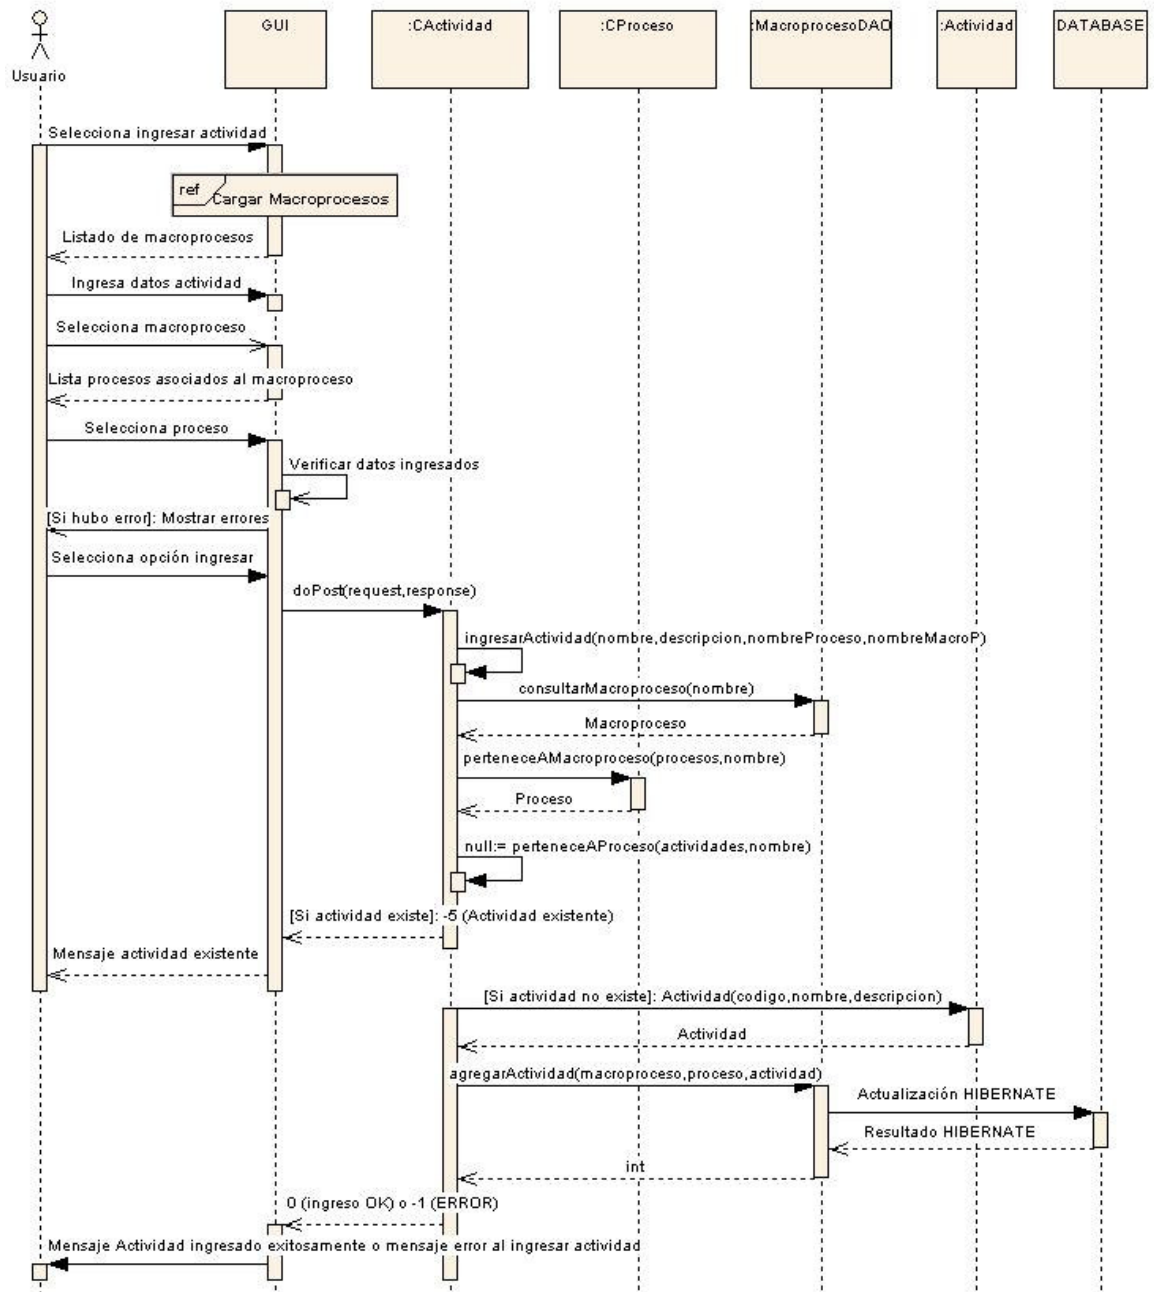 GUI
:CActividad
:CProceso
:MacroprocesoDAO
:Actividad
DATABASE
Usuario
Selecciona ingresar actividad
ref
Cargar Macroprocesos
Listado de macroprocesos
Ingresa datos actividad
Selecciona macroproceso
Lista procesos asociados al macroproceso
Selecciona proceso
Verificar datos ingresados
[Si hubo error]: Mostrar errores
Selecciona opción ingresar
doPost(request,response)
ingresarActividad(nombre,descripcion,nombreProceso,nombreMacroP)
consultarMacroproceso(nombre)
Macroproceso
perteneceAMacroproceso(procesos,nombre)
Proceso
null:= perteneceAProceso(actividades,nombre)
[Si actividad existe]: -5 (Actividad existente)
Mensaje actividad existente
[Si actividad no existe]: Actividad(codigo,nombre,descripcion)
Actividad
agregarActividad(macroproceso,proceso,actividad)
Actualización HIBERNATE
Resultado HIBERNATE
int
0 (ingreso OK) o -1 (ERROR)
Mensaje Actividad ingresado exitosamente o mensaje error al ingresar actividad